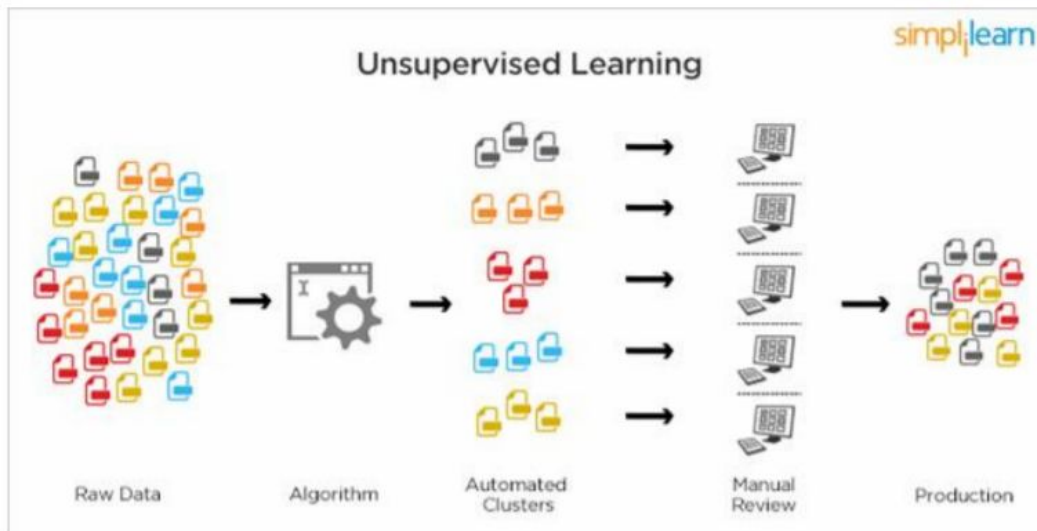 simplilearn
Unsupervised Learning
Raw Data
Algorithm
Automated
Clusters
Manual
Review
Production